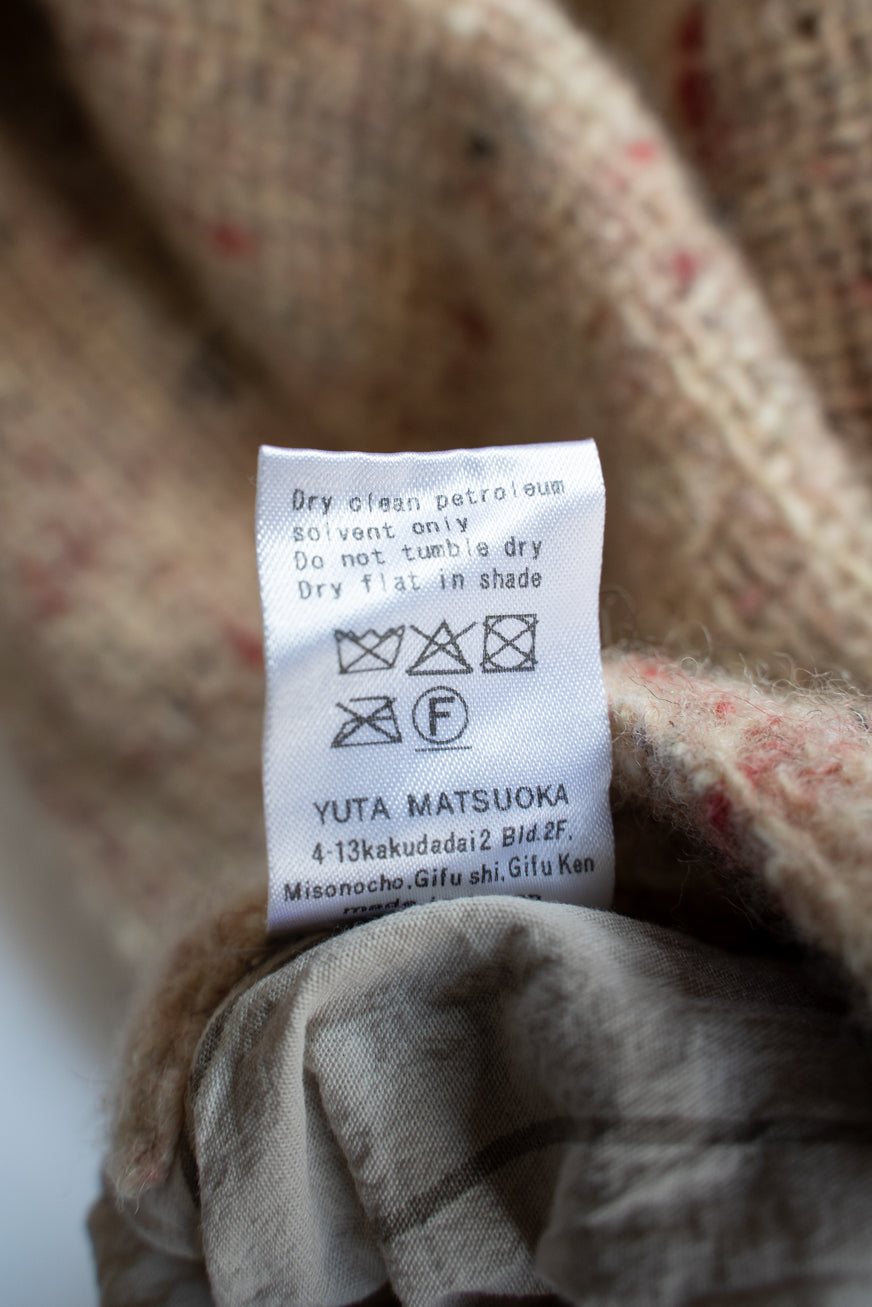 Dry clean petroleum
solvent only
Do not tumble dry
Dry flat in shade
F
YUTA MATSUOKA
4-13kakudadai2 Bld.2F,
Misonocho,Gifu shi,Gifu Ken
made